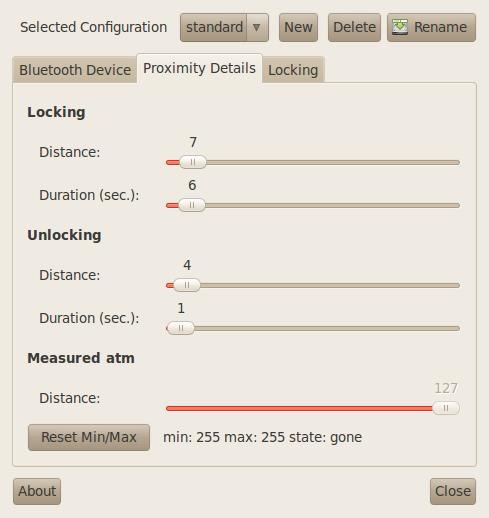 Selected Configuration standard New Delete Rename
Bluetooth Device Proximity Details Locking
Locking
7
Distance:
6
Duration (sec.):
Unlocking
4
Distance:
1
Duration (sec.):
Measured atm
127
Distance:
Reset Min/Max min: 255 max: 255 state: gone
About Close